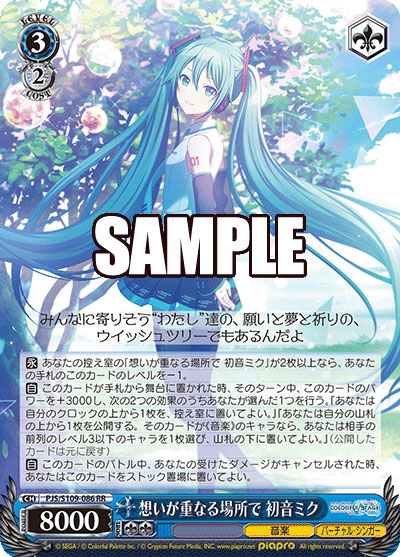 LEVEL
3
2
COST
01
SAMPLE
みんなに寄りそう“わたし”達の、願いと夢と祈りの、
ウイッシュツリーでもあるんだよ
永 あなたの控え室の「想いが重なる場所で 初音ミク」が2枚以上なら、あなた
の手札のこのカードのレベルを－1。
自 このカードが手札から舞台に置かれた時、そのターン中、このカードのパ
ワーを＋3000し、次の2つの効果のうちあなたが選んだ1つを行う。『あなたは
自分のクロックの上から1枚を、控え室に置いてよい。』『あなたは自分の山札
の上から1枚を公開する。そのカードが《音楽》のキャラなら、あなたは相手の
前列のレベル3以下のキャラを1枚選び、山札の下に置いてよい。』（公開した
カードは元に戻す）
自 このカードのバトル中、あなたの受けたダメージがキャンセルされた時、
あなたはこのカードをストック置場に置いてよい。
CH
PJS/S109-086 RR
想いが重なる場所で 初音ミク
COLORFUL STAGE!
8000
音楽
バーチャル・シンガー
© SEGA / © Colorful Palette Inc. / © Crypton Future Media, INC. www.piapro.net piapro All rights reserved.